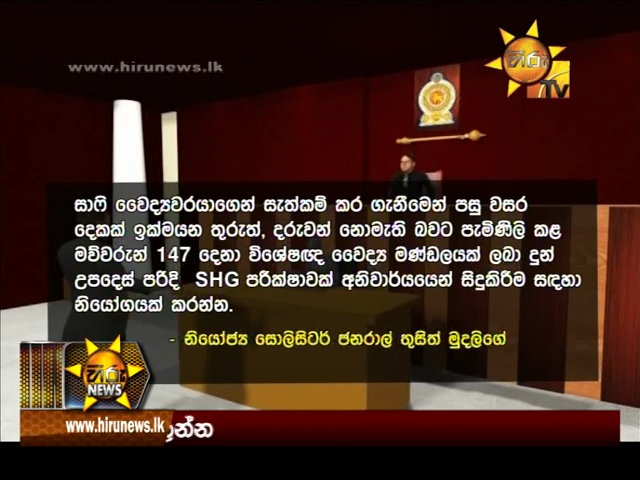 www.hirunews.lk
හිරු
TV
සාෆි වෛද්‍යවරයාගෙන් සැත්කම් කර ගැනීමෙන් පසු වසර
දෙකක් ඉක්මයන තුරුත්, දරුවන් නොමැති බවට පැමිණිලි කළ
මව්වරුන් 147 දෙනා විශේෂඥ වෛද්‍ය මණ්ඩලයක් ලබා දුන්
උපදෙස් පරිදි SHG පරීක්ෂාවක් අනිවාර්යයෙන් සිදුකිරීම සඳහා
නියෝගයක් කරන්න.
- නියෝජ්‍ය සොලිසිටර් ජනරාල් තුසිත් මුදලිගේ
හිරු
NEWS
www.hirunews.lk